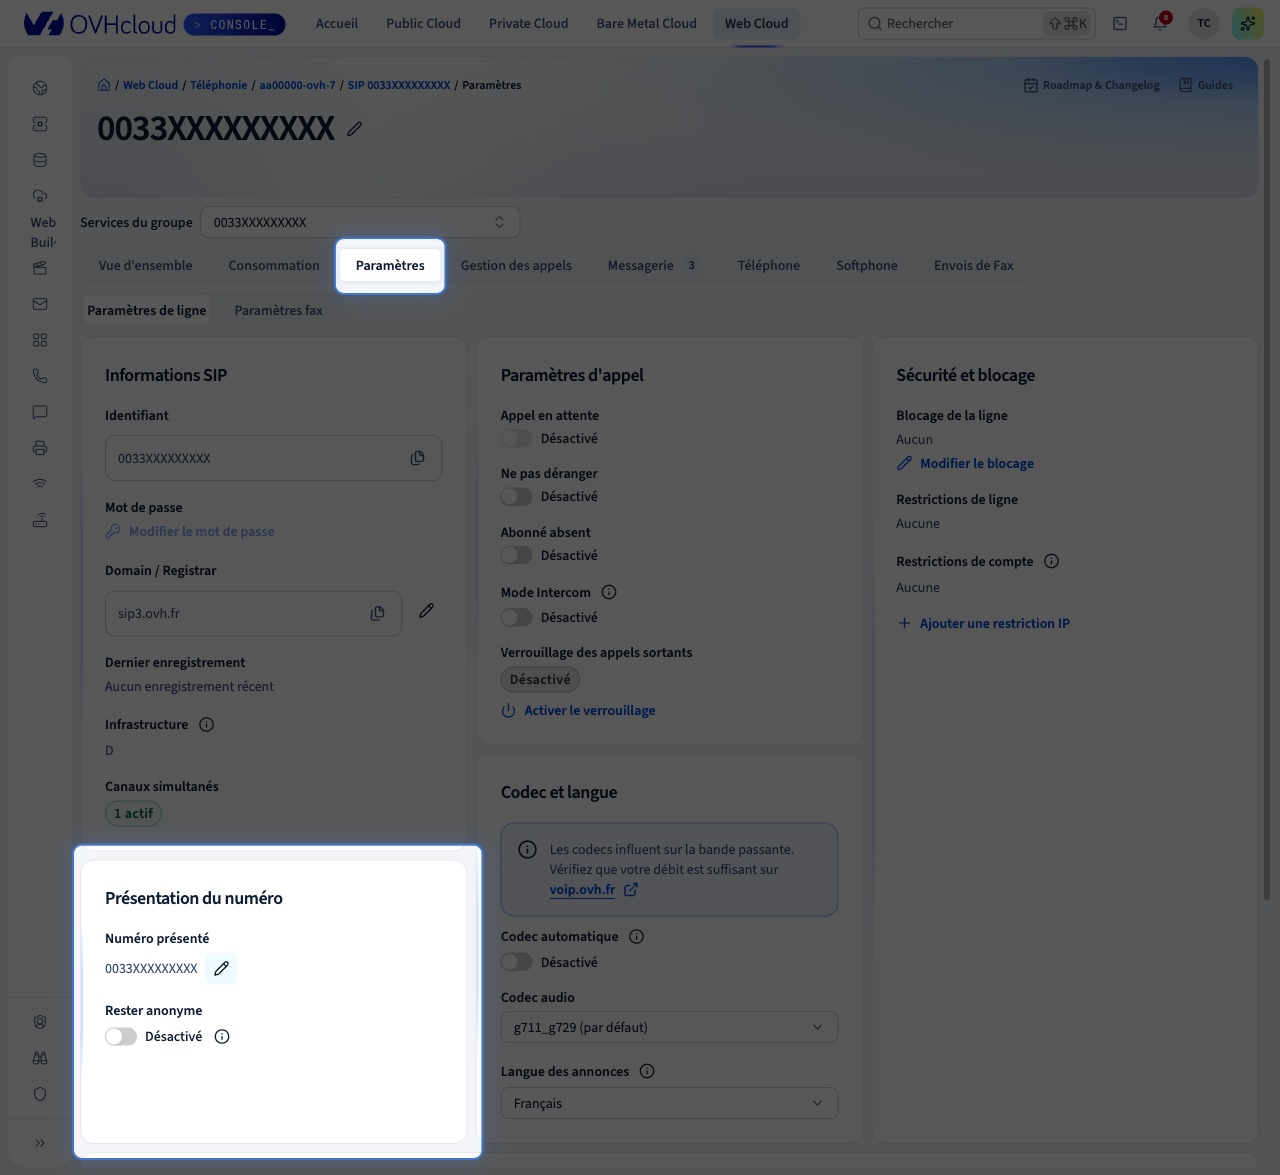 OVHcloud > CONSOLE_ Accueil Public Cloud Private Cloud Bare Metal Cloud Web Cloud Rechercher ⇧⌘K 8 TC
/ Web Cloud / Téléphonie / aa00000-ovh-7 / SIP 0033XXXXXXXXX / Paramètres Roadmap & Changelog Guides
0033XXXXXXXXX
Web
Services du groupe 0033XXXXXXXXX
Vue d'ensemble Consommation Paramètres Gestion des appels Messagerie 3 Téléphone Softphone Envois de Fax
Paramètres de ligne Paramètres fax
Informations SIP
Identifiant
0033XXXXXXXXX
Mot de passe
Modifier le mot de passe
Domain / Registrar
sip3.ovh.fr
Dernier enregistrement
Aucun enregistrement récent
Infrastructure
D
Canaux simultanés
1 actif
Présentation du numéro
Numéro présenté
0033XXXXXXXXX
Rester anonyme
Désactivé
Paramètres d'appel
Appel en attente
Désactivé
Ne pas déranger
Désactivé
Abonné absent
Désactivé
Mode Intercom
Désactivé
Verrouillage des appels sortants
Désactivé
Activer le verrouillage
Codec et langue
Les codecs influent sur la bande passante.
Vérifiez que votre débit est suffisant sur
voip.ovh.fr
Codec automatique
Désactivé
Codec audio
g711_g729 (par défaut)
Langue des annonces
Français
Sécurité et blocage
Blocage de la ligne
Aucun
Modifier le blocage
Restrictions de ligne
Aucune
Restrictions de compte
Aucune
Ajouter une restriction IP